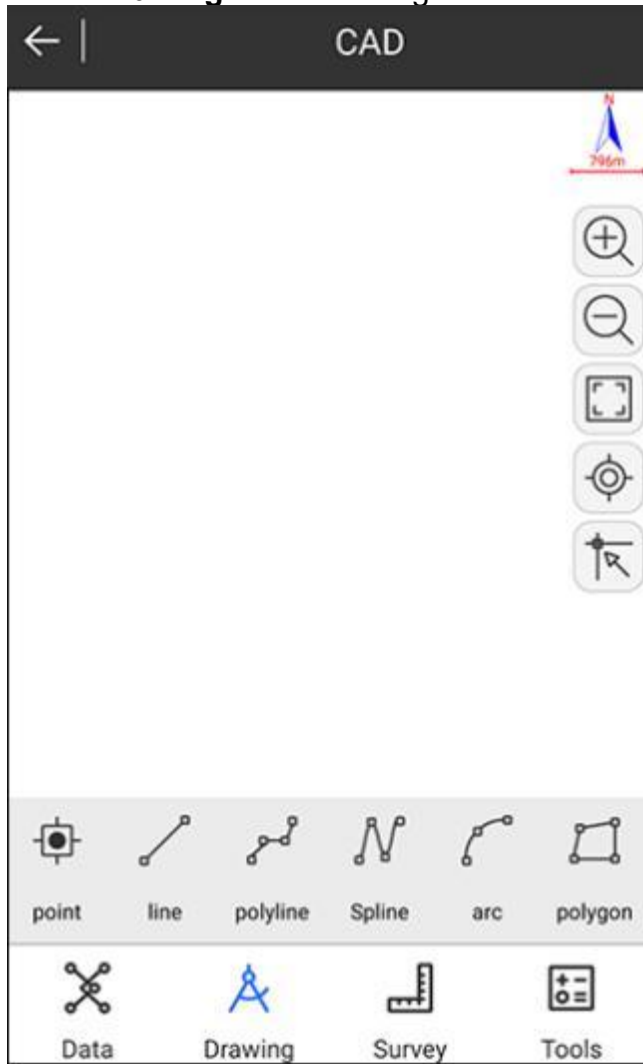 CAD
N
796m
point line polyline Spline arc polygon
Data Drawing Survey Tools